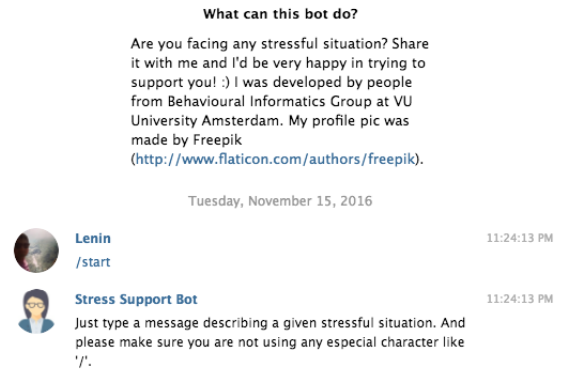 What can this bot do?
Are you facing any stressful situation? Share
it with me and I'd be very happy in trying to
support you! :) I was developed by people
from Behavioural Informatics Group at VU
University Amsterdam. My profile pic was
made by Freepik
(http://www.flaticon.com/authors/freepik).
Tuesday, November 15, 2016
Lenin 11:24:13 PM
/start
Stress Support Bot 11:24:13 PM
Just type a message describing a given stressful situation. And
please make sure you are not using any especial character like
'/'.